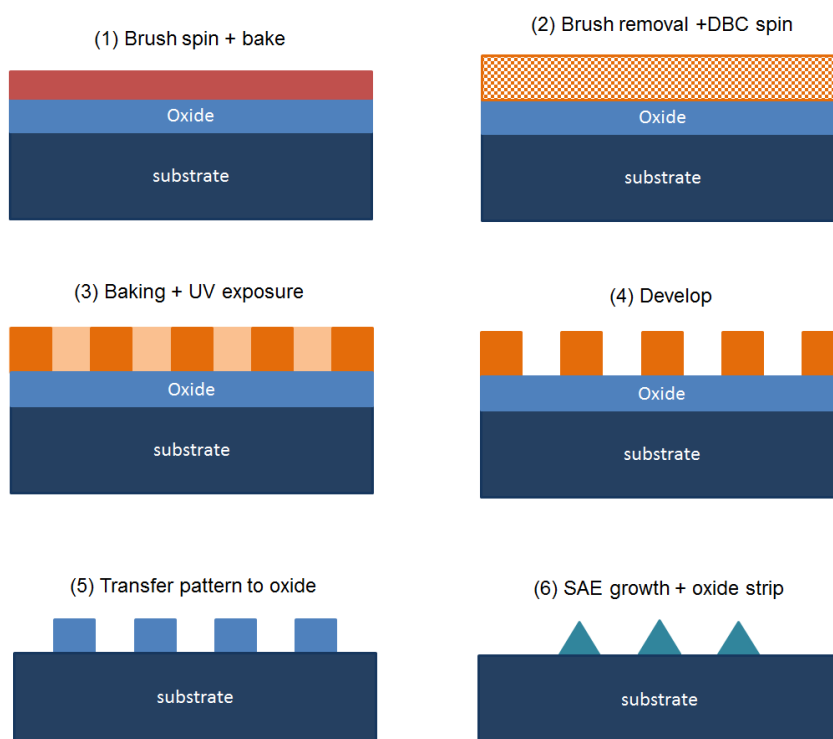 (1) Brush spin + bake
Oxide
substrate
(2) Brush removal +DBC spin
Oxide
substrate
(3) Baking + UV exposure
Oxide
substrate
(4) Develop
Oxide
substrate
(5) Transfer pattern to oxide
substrate
(6) SAE growth + oxide strip
substrate